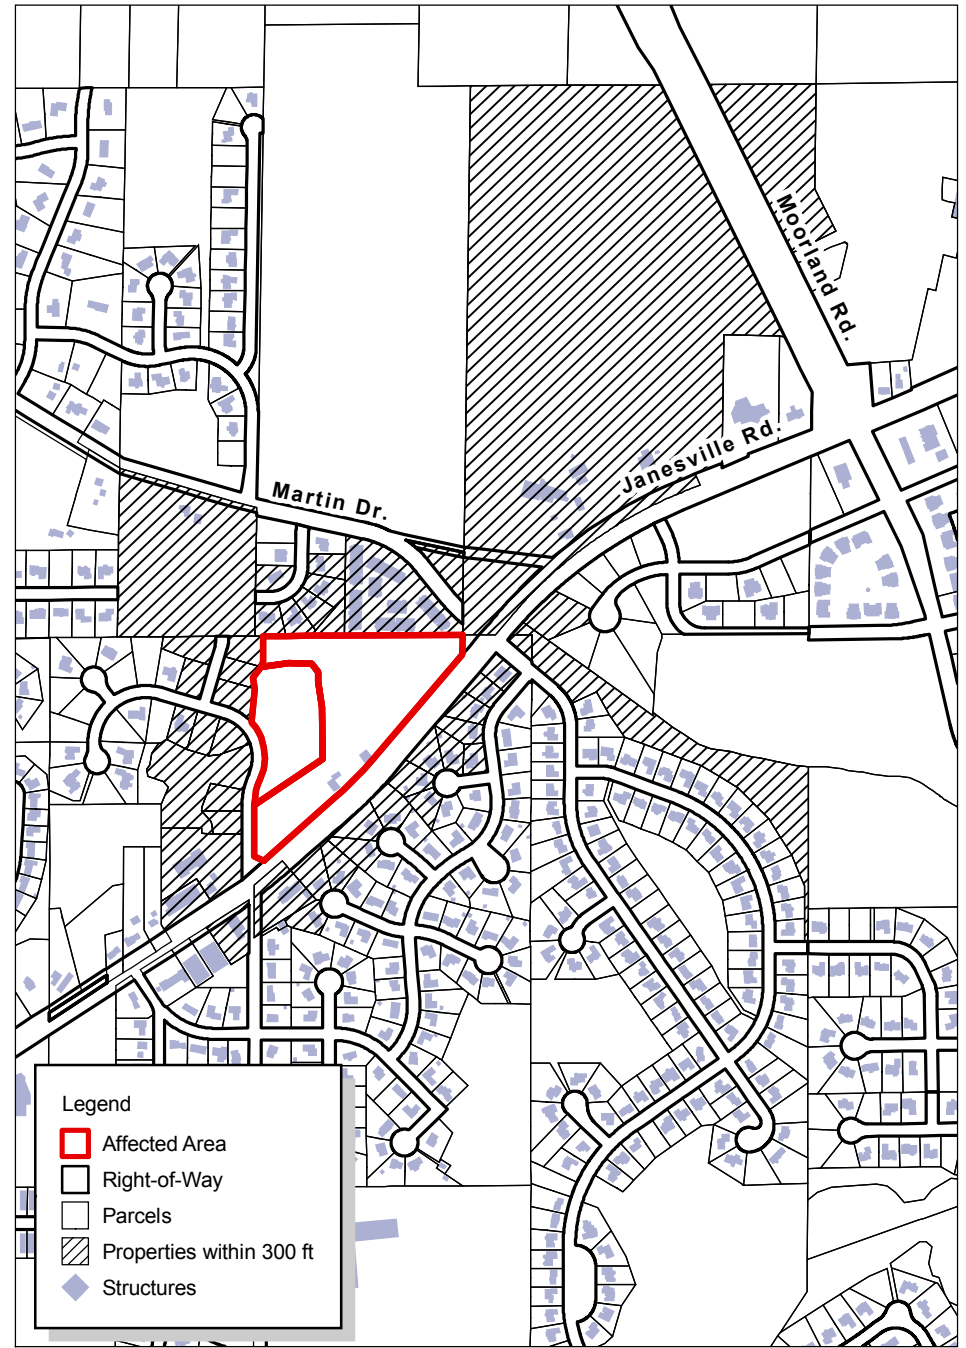 Moorland Rd.
Janesville Rd.
Martin Dr.
Legend
Affected Area
Right-of-Way
Parcels
Properties within 300 ft
Structures